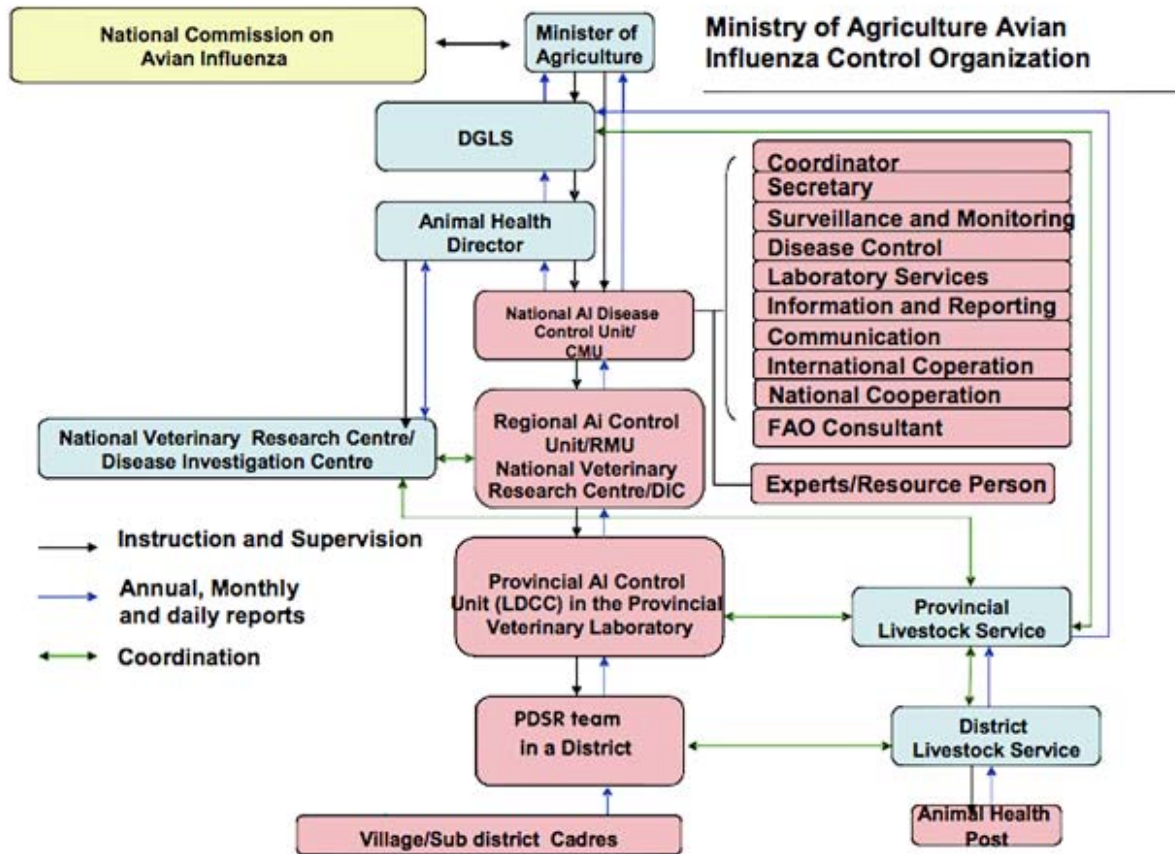 National Commission on
Avian Influenza
Minister of
Agriculture
Ministry of Agriculture Avian
Influenza Control Organization
DGLS
Animal Health
Director
National AI Disease
Control Unit/
CMU
Coordinator
Secretary
Surveillance and Monitoring
Disease Control
Laboratory Services
Information and Reporting
Communication
International Coperation
National Cooperation
FAO Consultant
Experts/Resource Person
National Veterinary Research Centre/
Disease Investigation Centre
Regional Ai Control
Unit/RMU
National Veterinary
Research Centre/DIC
Instruction and Supervision
Annual, Monthly
and daily reports
Coordination
Provincial AI Control
Unit (LDCC) in the Provincial
Veterinary Laboratory
Provincial
Livestock Service
PDSR team
in a District
District
Livestock Service
Village/Sub district Cadres
Animal Health
Post